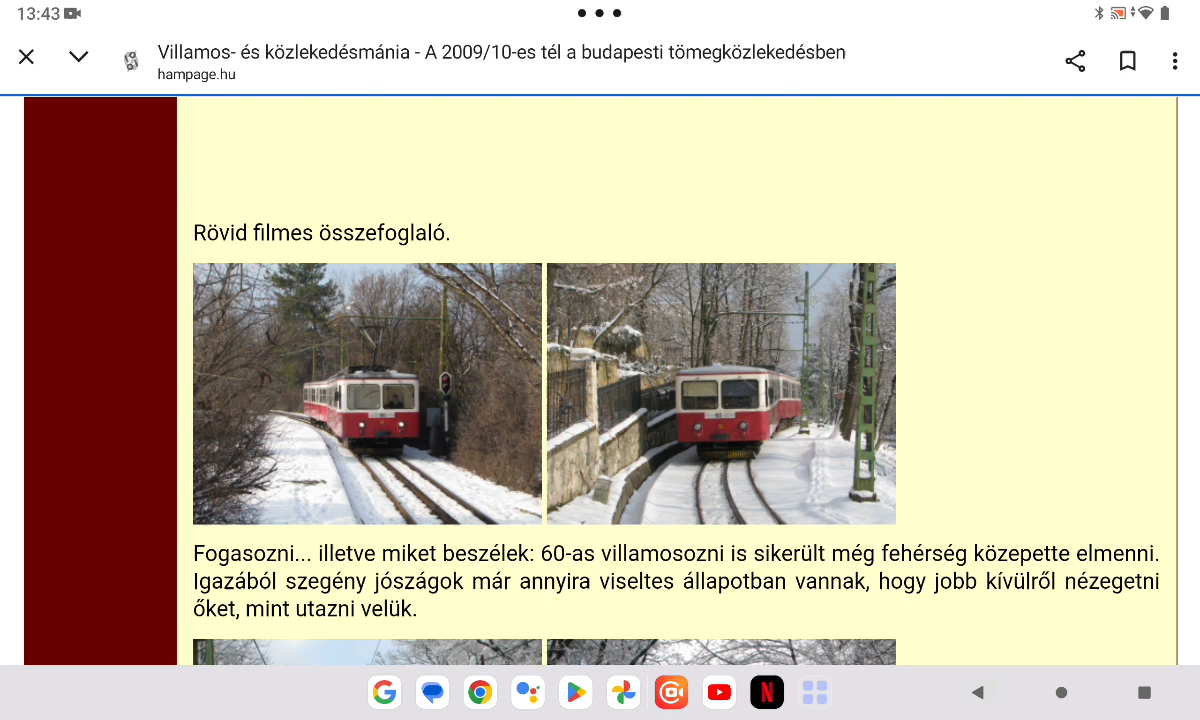 13:43
Villamos- és közlekedésmánia - A 2009/10-es tél a budapesti tömegközlekedésben
hampage.hu
Rövid filmes összefoglaló.
60
60
Fogasozni... illetve miket beszélek: 60-as villamosozni is sikerült még fehérség közepette elmenni.
Igazából szegény jószágok már annyira viseltes állapotban vannak, hogy jobb kívülről nézegetni
őket, mint utazni velük.